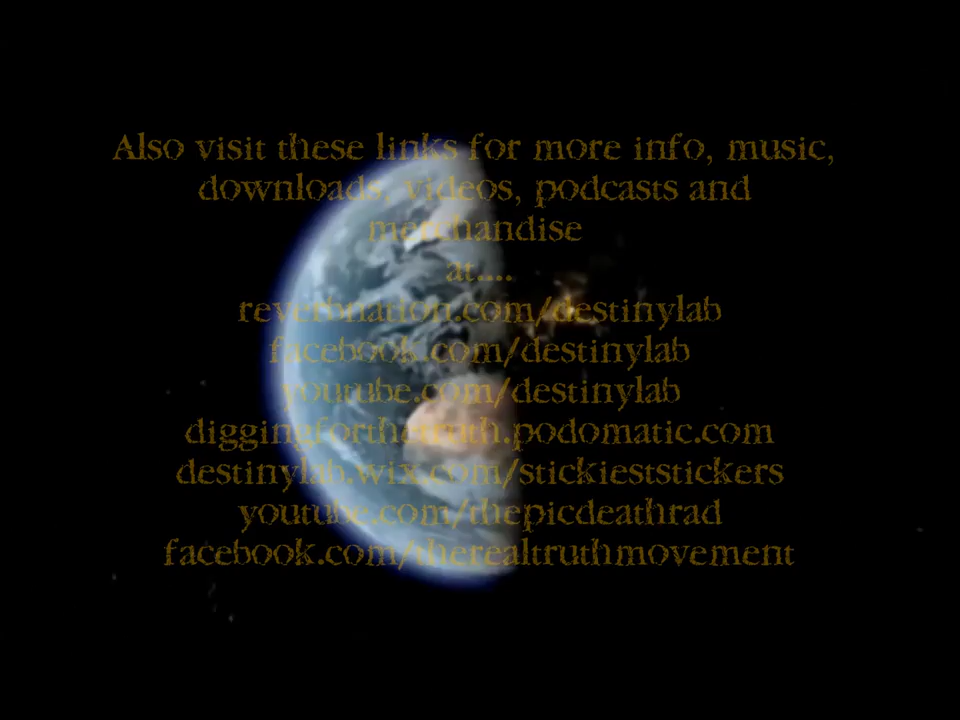 Also visit these links for more info, music,
downloads, videos, podcasts and
merchandise
at....
reverbnation.com/destinylab
facebook.com/destinylab
youtube.com/destinylab
diggingforthetruth.podomatic.com
destinylab.wix.com/stickieststickers
youtube.com/thepicdeathrad
facebook.com/therealtruthmovement